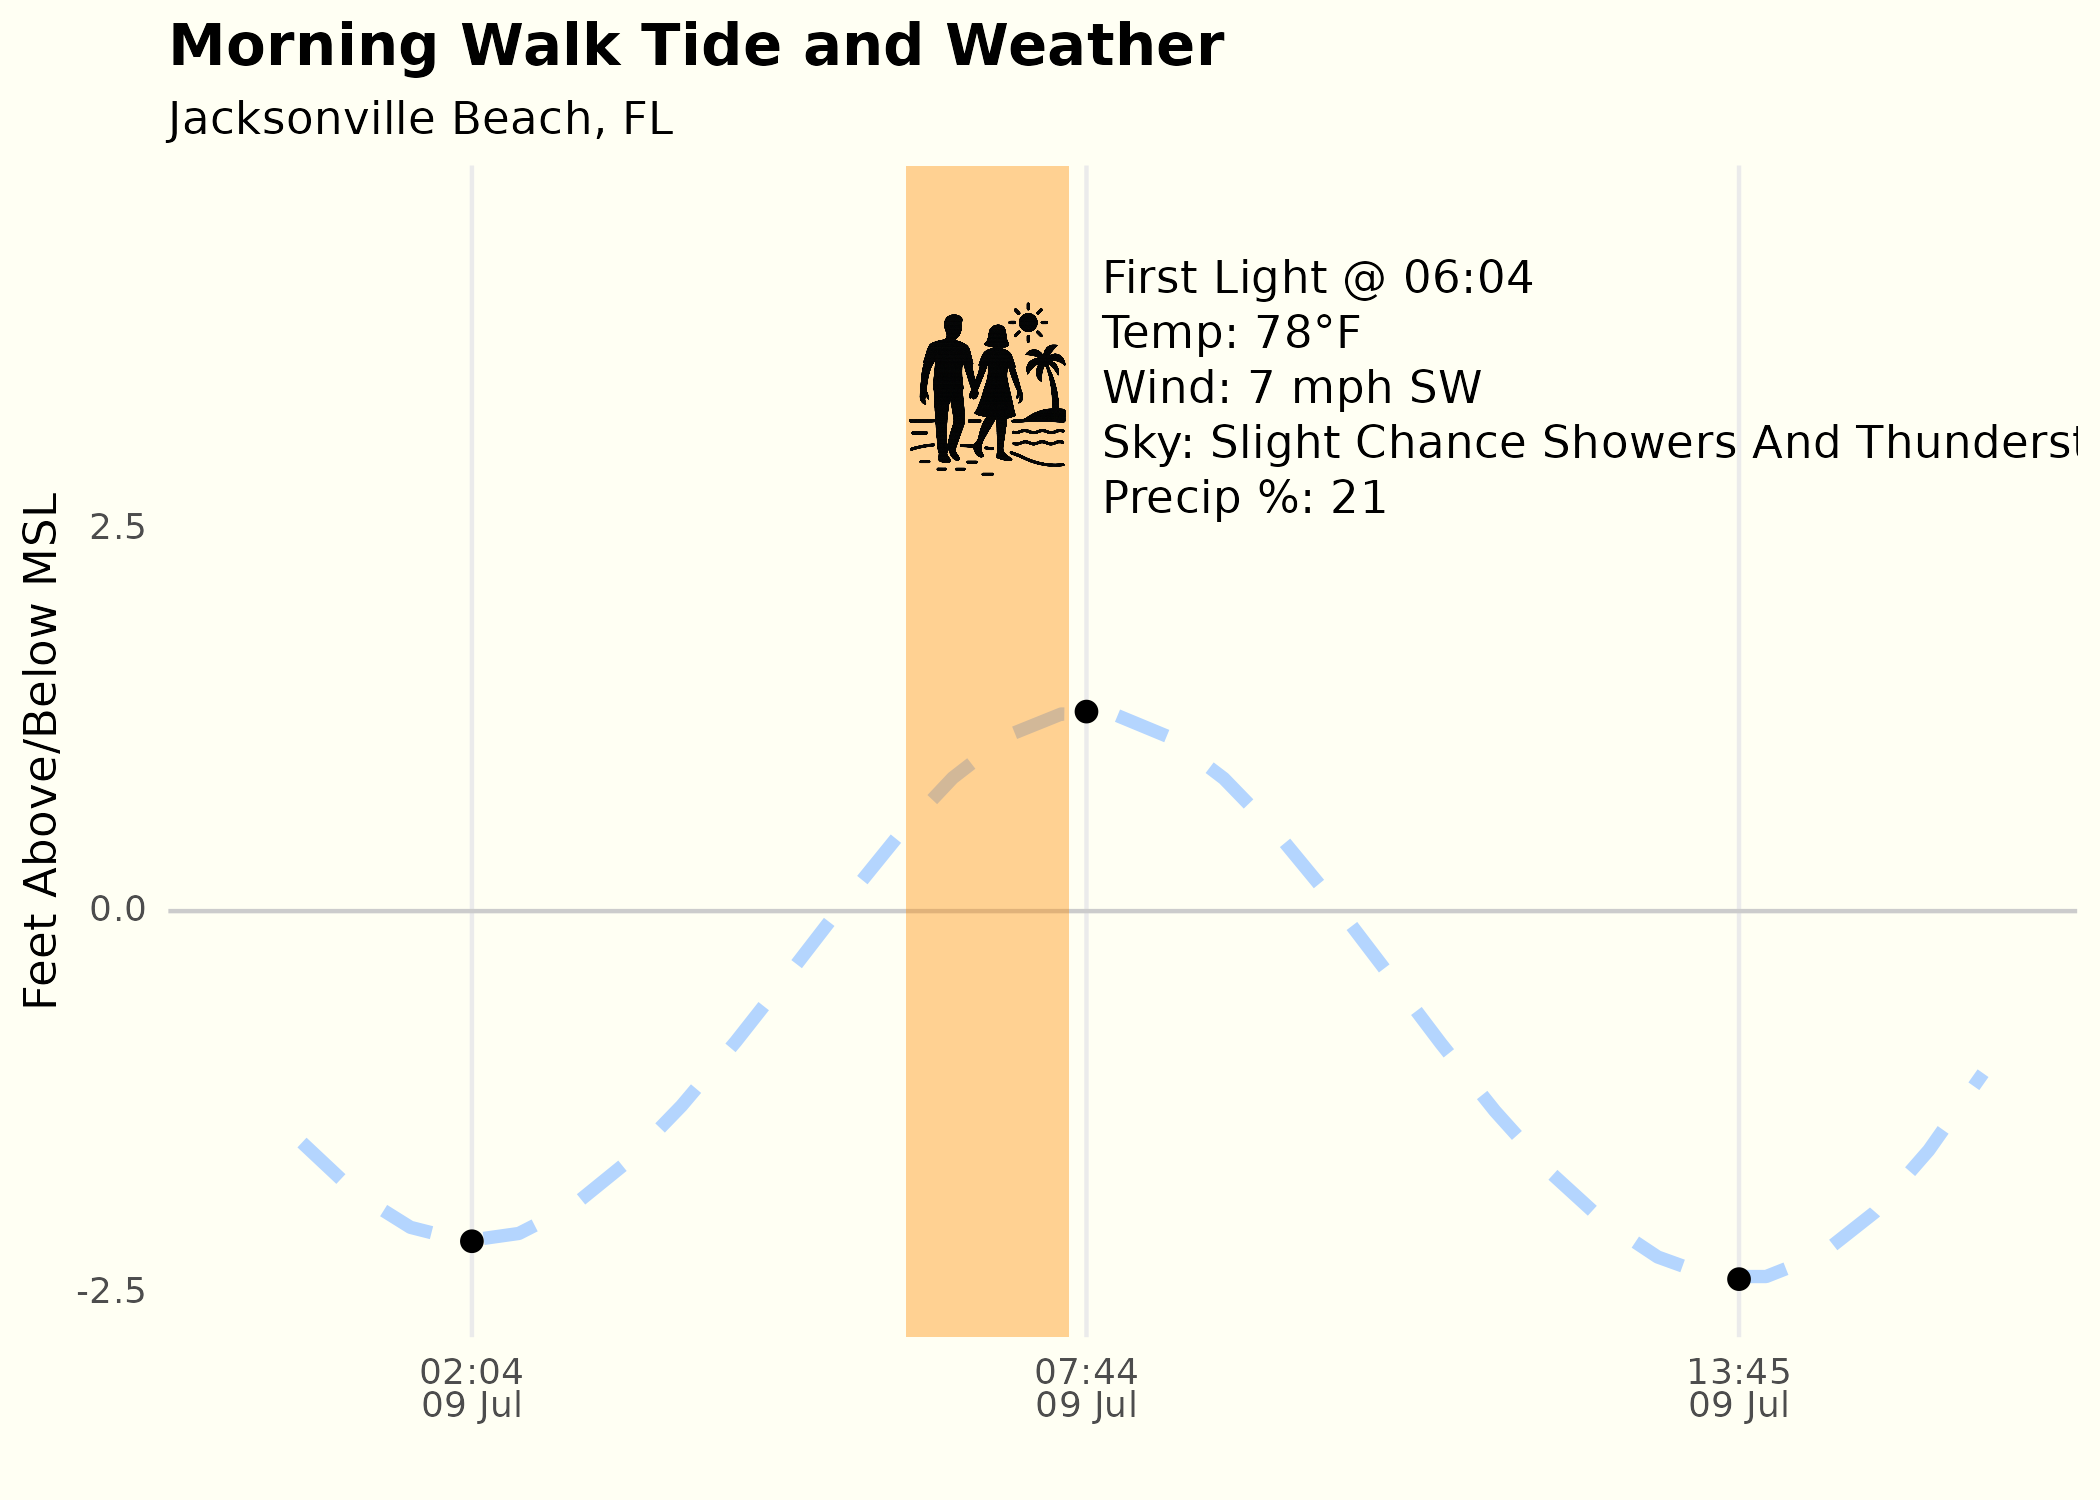 Morning Walk Tide and Weather
Jacksonville Beach, FL
First Light @ 06:04
Temp: 78°F
Wind: 7 mph SW
Sky: Slight Chance Showers And
Precip %: 21
Feet Above/Below MSL
2.5
0.0
-2.5
02:04
09 Jul
07:44
09 Jul
13:45
09 Jul